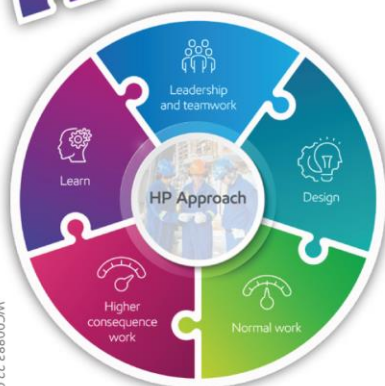 Leadership
and teamwork
Learn
HP Approach
Design
Higher
consequence
work
Normal work